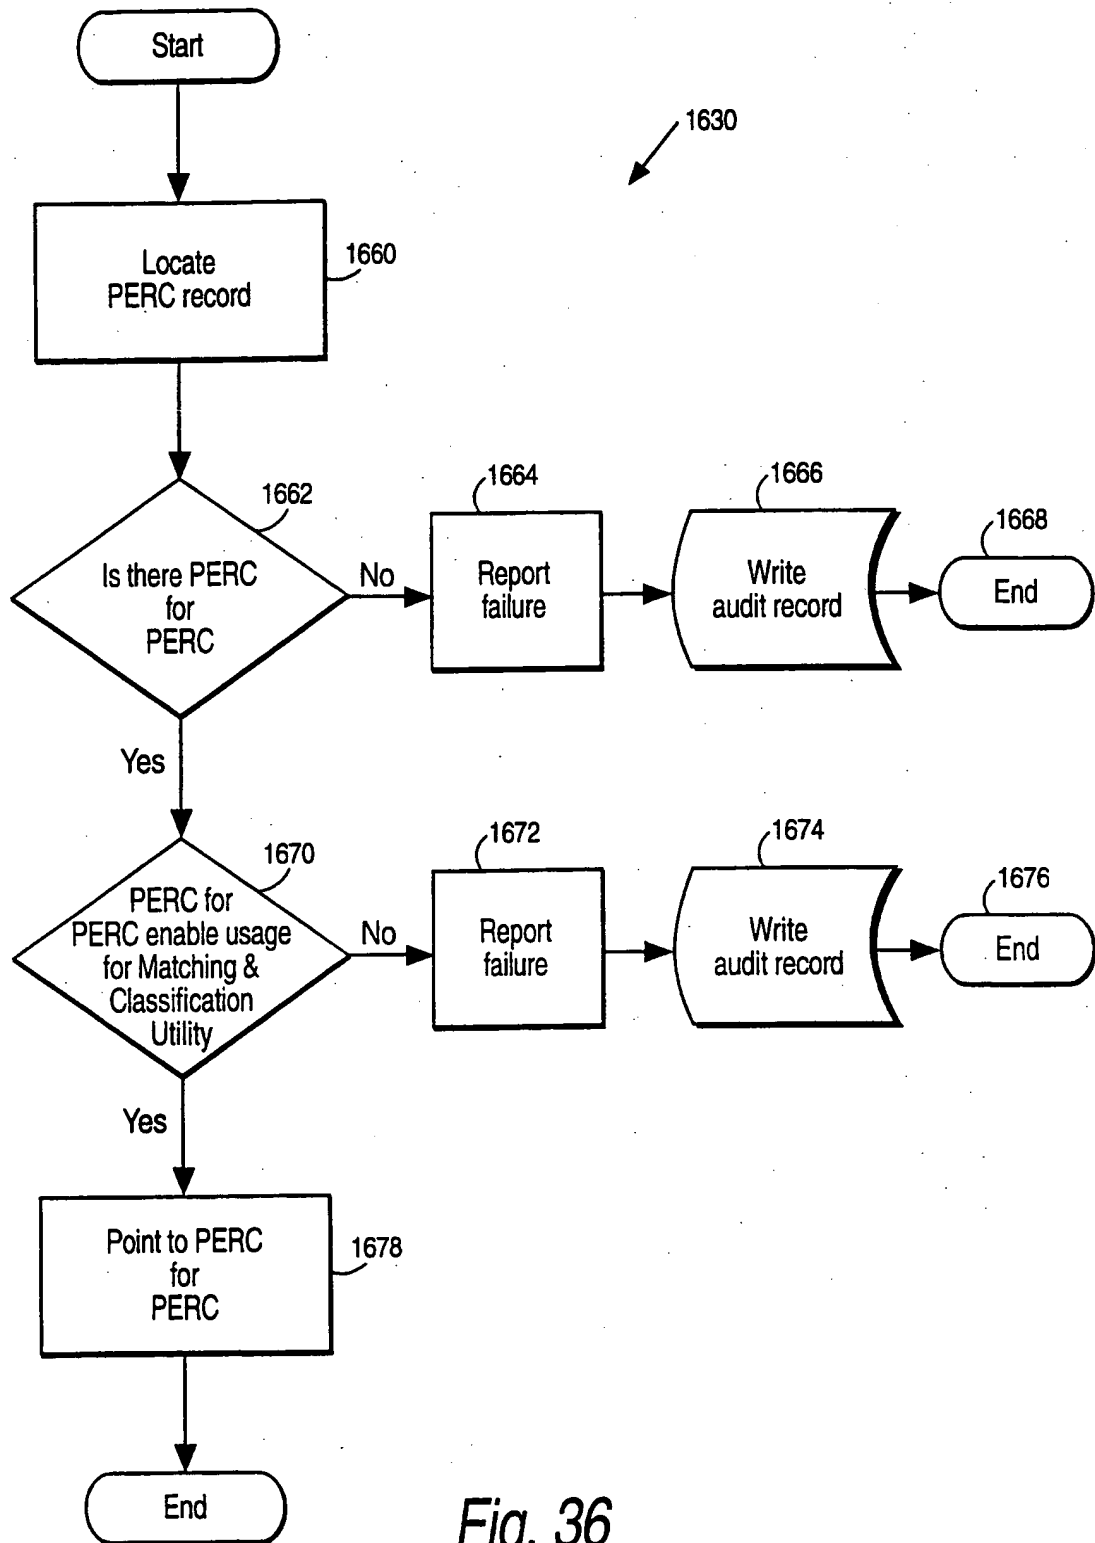 Start
1630
Locate
PERC record
1660
1662
Is there PERC
for
PERC
No
1664
Report
failure
1666
Write
audit record
1668
End
Yes
1670
PERC for
PERC enable usage
for Matching &
Classification
Utility
No
1672
Report
failure
1674
Write
audit record
1676
End
Yes
Point to PERC
for
PERC
1678
End
Fig. 36